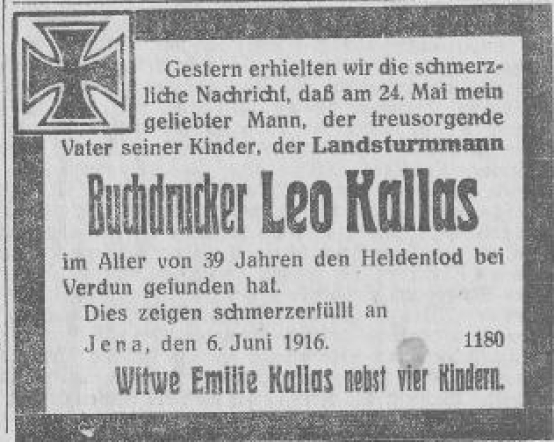 Gestern erhielten wir die schmerz-
liche Nachricht, daß am 24. Mai mein
geliebter Mann, der treusorgende
Vater seiner Kinder, der Landsturmmann
Buchdrucker Leo Kallas
im Alter von 39 Jahren den Heldentod bei
Verdun gefunden hat.
Dies zeigen schmerzerfüllt an
Jena, den 6. Juni 1916. 1180
Witwe Emilie Kallas nebst vier Kindern.